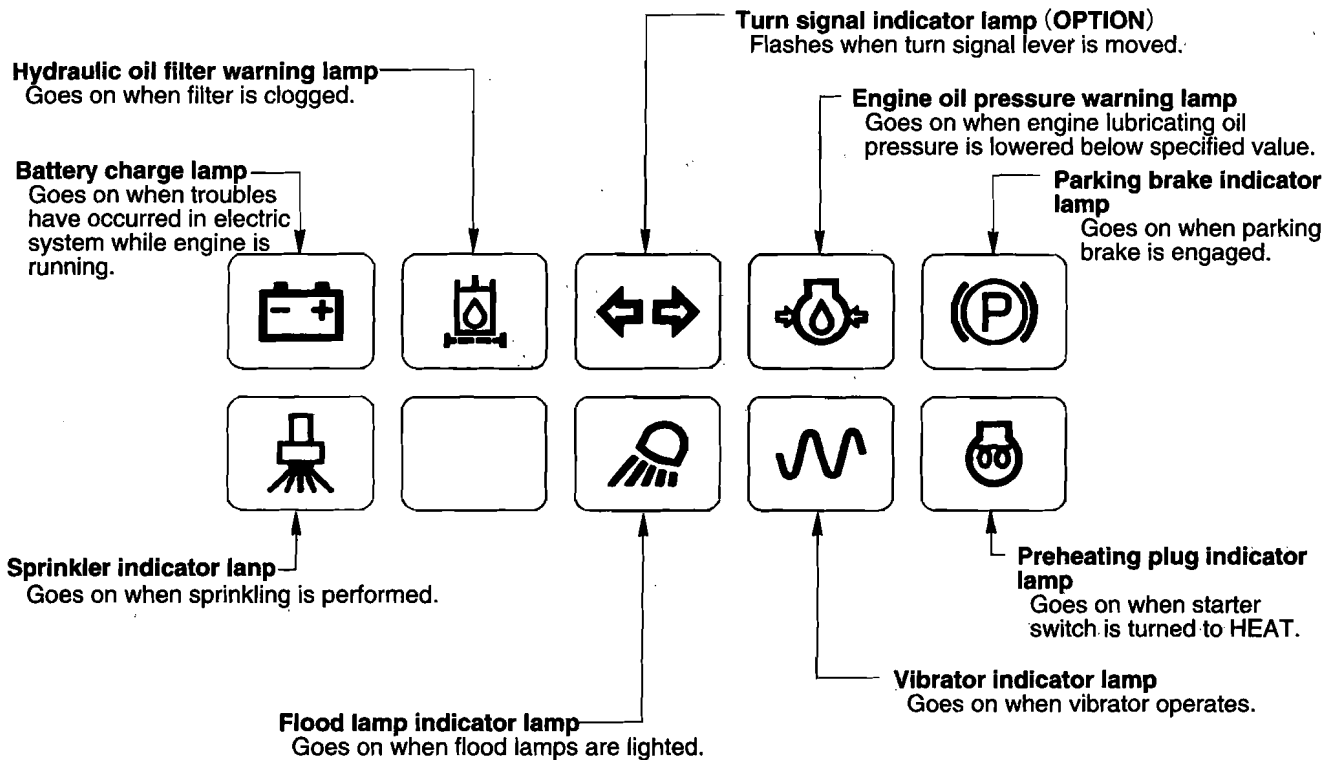 Turn signal indicator lamp (OPTION)
Flashes when turn signal lever is moved.
Hydraulic oil filter warning lamp
Goes on when filter is clogged.
Engine oil pressure warning lamp
Goes on when engine lubricating oil
pressure is lowered below specified value.
Battery charge lamp
Goes on when troubles
have occurred in electric
system while engine is
running.
Parking brake indicator
lamp
Goes on when parking
brake is engaged.
P
Sprinkler indicator lanp
Goes on when sprinkling is performed.
Preheating plug indicator
lamp
Goes on when starter
switch is turned to HEAT.
Vibrator indicator lamp
Goes on when vibrator operates.
Flood lamp indicator lamp
Goes on when flood lamps are lighted.